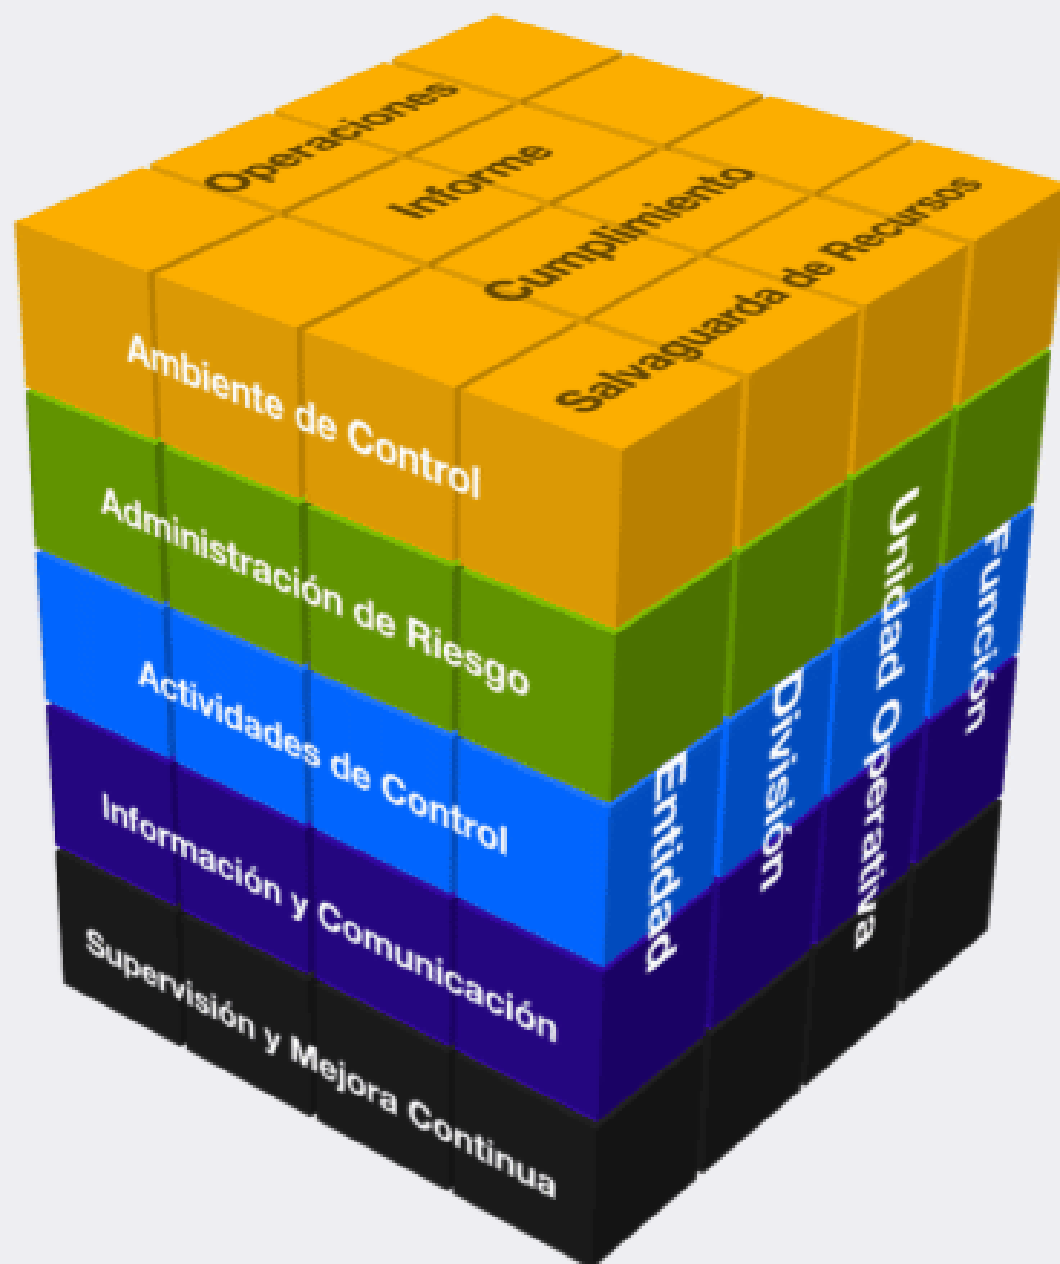 Operaciones
Informe
Cumplimiento
Salvaguarda de Recursos
Ambiente de Control
Administración de Riesgo
Actividades de Control
Información y Comunicación
Supervisión y Mejora Continua
Entidad
División
Unidad Operativa
Función